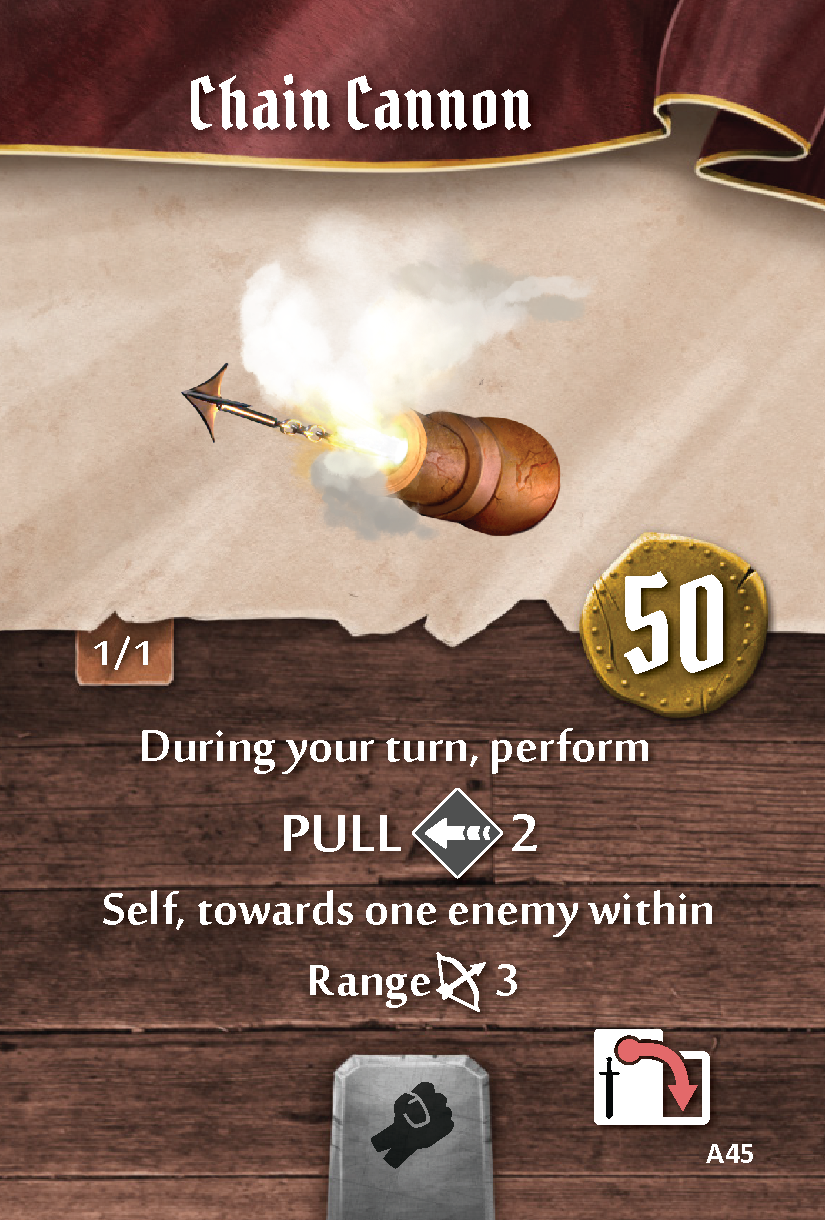 Chain Cannon
50
1/1
During your turn, perform
PULL 2
Self, towards one enemy within
Range 3
A45